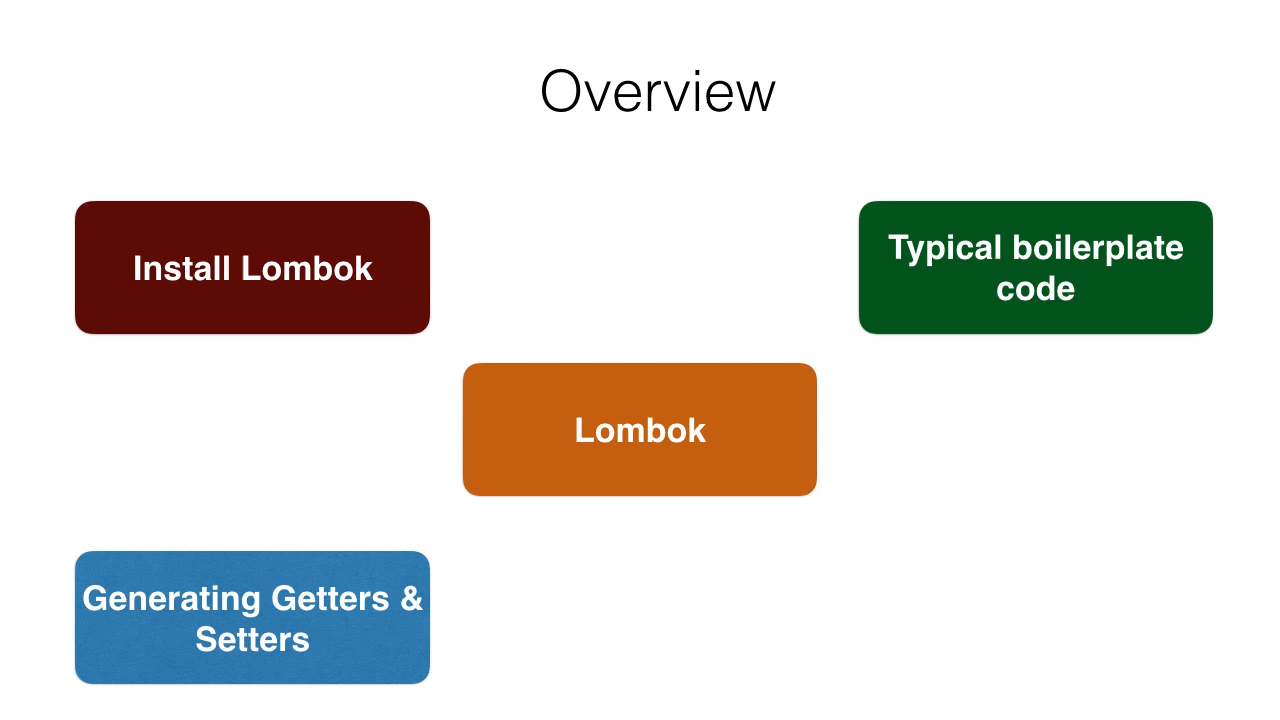 Overview
Install Lombok
Typical boilerplate
code
Lombok
Generating Getters &
Setters